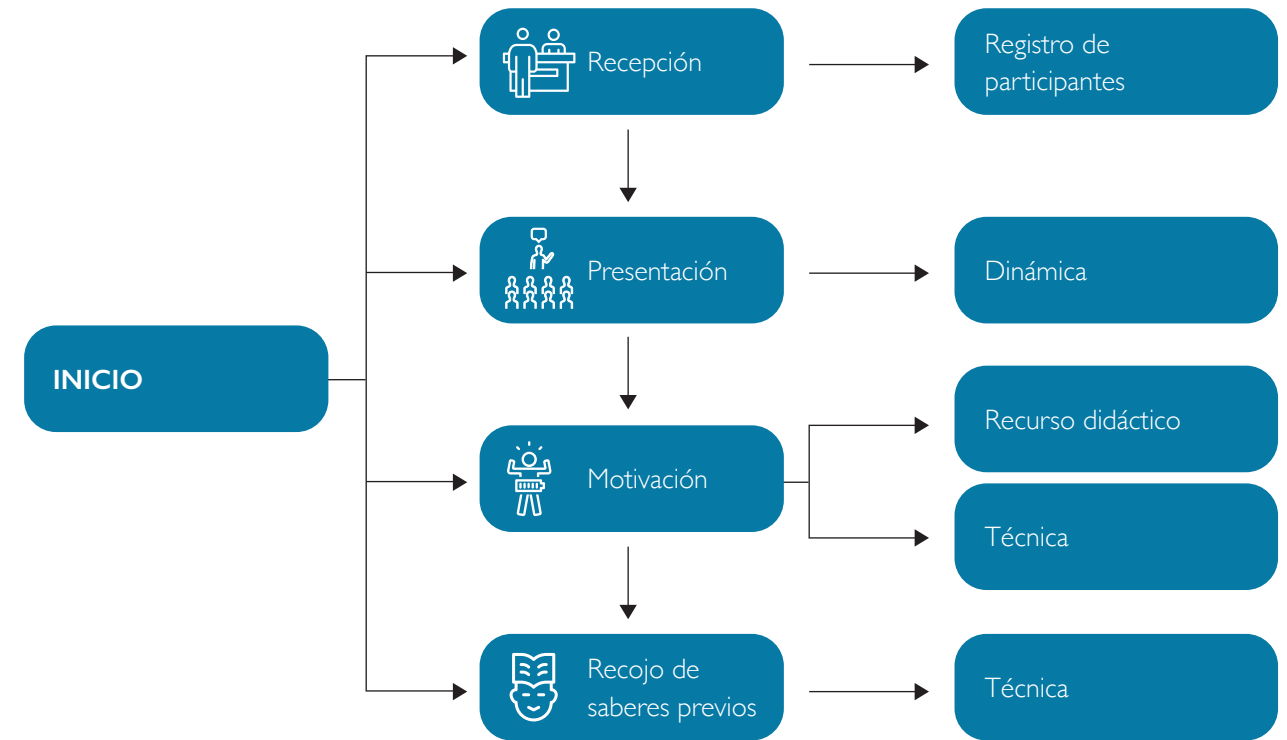 Recepción
Registro de
participantes
Presentación
Dinámica
INICIO
Motivación
Recurso didáctico
Técnica
Recojo de
saberes previos
Técnica